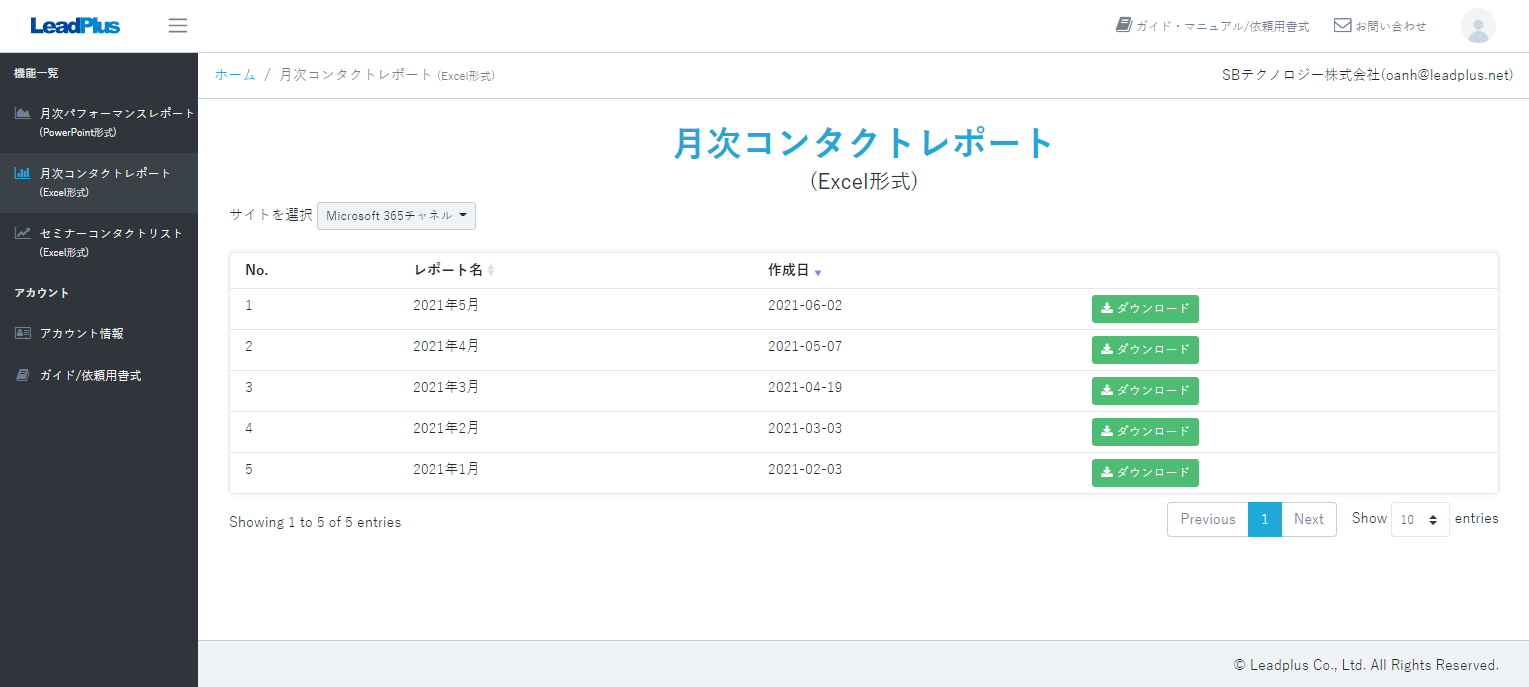 LeadPlus
ガイド・マニュアル/依頼用書式 お問い合わせ
機能一覧
月次パフォーマンスレポート
(PowerPoint形式)
月次コンタクトレポート
(Excel形式)
セミナーコンタクトリスト
(Excel形式)
アカウント
アカウント情報
ガイド/依頼用書式
ホーム / 月次コンタクトレポート (Excel形式)
SBテクノロジー株式会社(oanh@leadplus.net)
月次コンタクトレポート
(Excel形式)
サイトを選択 Microsoft 365チャネル
No. レポート名 作成日
1 2021年5月 2021-06-02 ダウンロード
2 2021年4月 2021-05-07 ダウンロード
3 2021年3月 2021-04-19 ダウンロード
4 2021年2月 2021-03-03 ダウンロード
5 2021年1月 2021-02-03 ダウンロード
Showing 1 to 5 of 5 entries
Previous 1 Next Show 10 entries
© Leadplus Co., Ltd. All Rights Reserved.